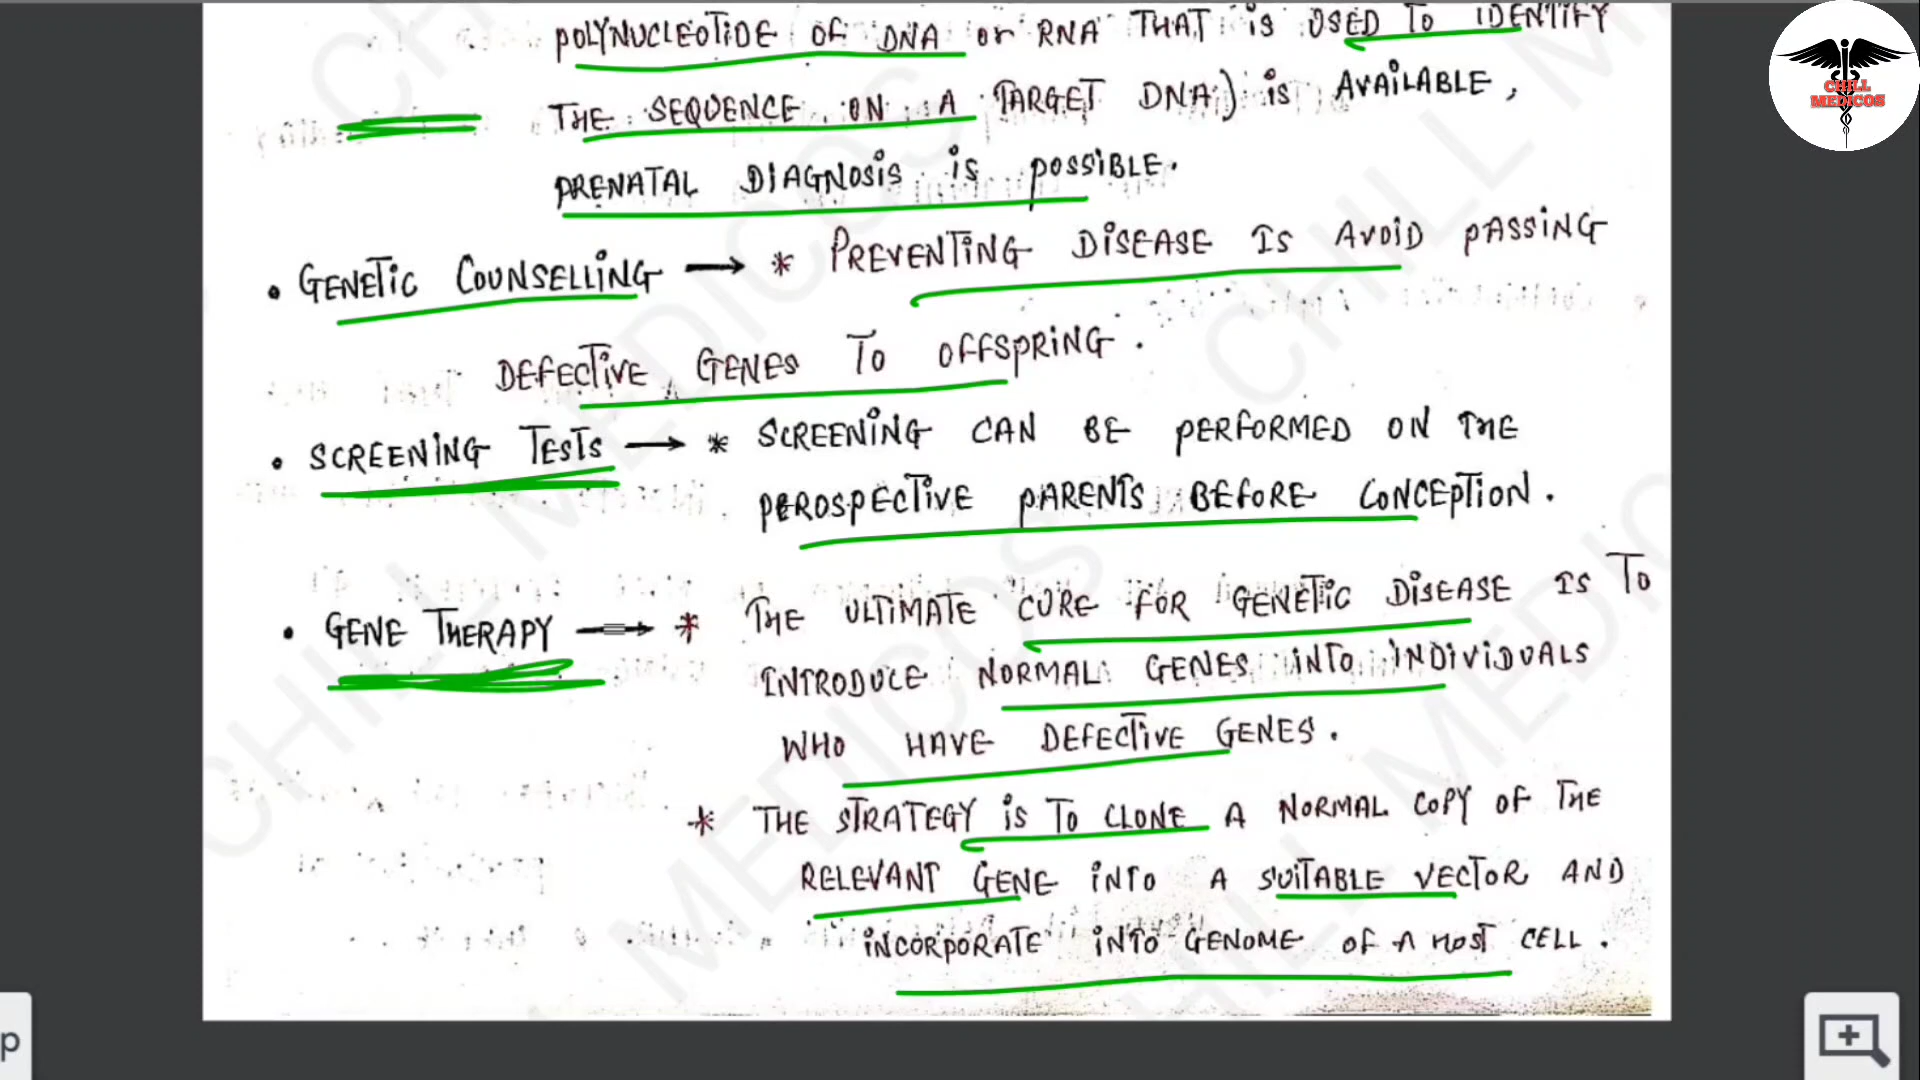 POLYNUCLEOTIDE OF DNA or RNA THAT is USED TO IDENTIFY
THE SEQUENCE ON A TARGET DNA) is AVAILABLE,
PRENATAL DIAGNOSIS is POSSIBLE.
• GENETIC COUNSELLING → * PREVENTING DISEASE IS AVOID PASSING
DEFECTIVE GENES TO OFFSPRING.
• SCREENING TESTS → * SCREENING CAN BE PERFORMED ON THE
PEROSPECTIVE PARENTS BEFORE CONCEPTION.
• GENE THERAPY → * THE ULTIMATE CURE FOR GENETIC DISEASE IS TO
INTRODUCE NORMAL GENES INTO INDIVIDUALS
WHO HAVE DEFECTIVE GENES.
* THE STRATEGY is TO CLONE A NORMAL COPY OF THE
RELEVANT GENE INTO A SUITABLE VECTOR AND
INCORPORATE INTO GENOME OF A HOST CELL.
CHILL
MEDICOS
CHILL MEDICOS
p